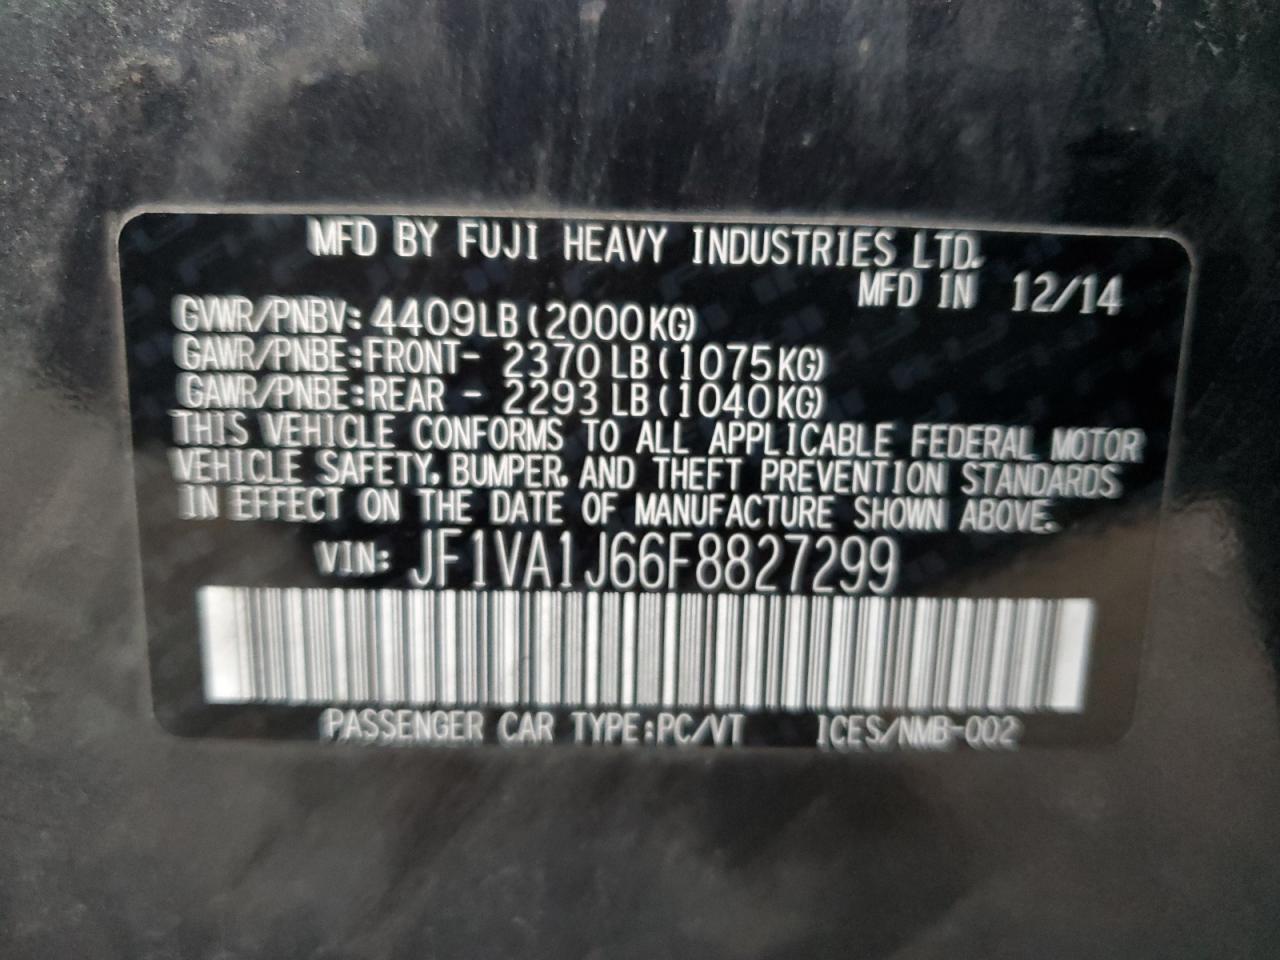 MFD BY FUJI HEAVY INDUSTRIES LTD.
MFD IN 12/14
GVWR/PNBV: 4409LB (2000KG)
GAWR/PNBE:FRONT- 2370LB (1075KG)
GAWR/PNBE:REAR - 2293LB (1040KG)
THIS VEHICLE CONFORMS TO ALL APPLICABLE FEDERAL MOTOR
VEHICLE SAFETY, BUMPER, AND THEFT PREVENTION STANDARDS
IN EFFECT ON THE DATE OF MANUFACTURE SHOWN ABOVE.
VIN: JF1VA1J66F8827299
PASSENGER CAR TYPE:PC/VT ICES/NMB-002